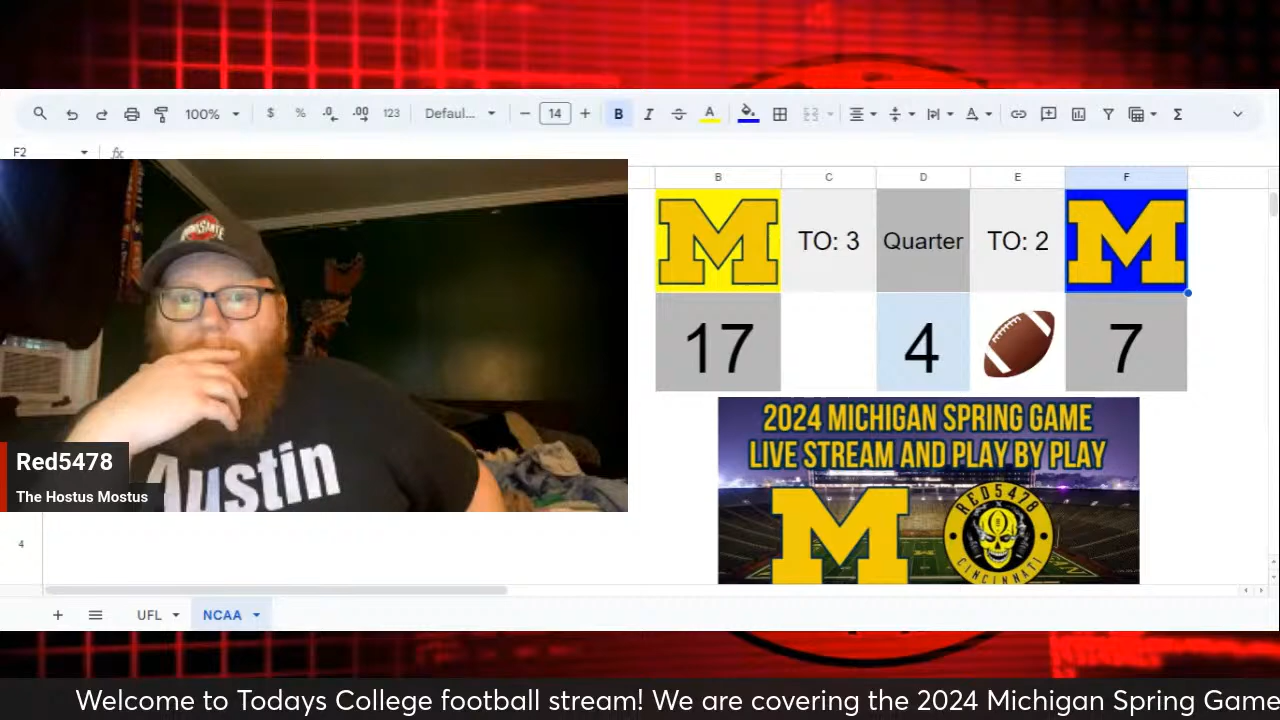 100%
$
%
.0
.00
123
Defaul...
14
B
I
A
Σ
F2
fx
B
C
D
E
F
M
TO: 3
Quarter
TO: 2
M
17
4
7
2024 MICHIGAN SPRING GAME
LIVE STREAM AND PLAY BY PLAY
M
RED5478
CINCINNATI
Austin
Red5478
The Hostus Mostus
4
UFL
NCAA
Welcome to Todays College football stream! We are covering the 2024 Michigan Spring Game